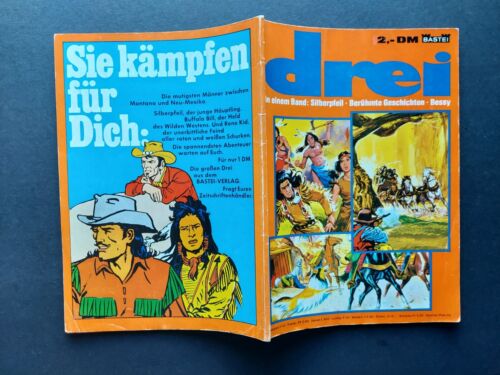 Sie kämpfen
für
Dich:
Die mutigsten Männer zwischen
Montana und Neu-Mexiko.
Silberpfeil, der junge Häuptling.
Buffalo Bill, der Held
des Wilden Westens. Und Rone Kid,
der unerbittliche Feind
aller roten und weißen Schurken.
Die spannendsten Abenteuer
warten auf Euch.
Für nur 1 DM
Die großen Drei
aus dem
BASTEI-VERLAG.
Fragt Euren
Zeitschriftenhändler.
2,-DM
BASTEI
drei
in einem Band: Silberpfeil · Berühmte Geschichten · Bessy